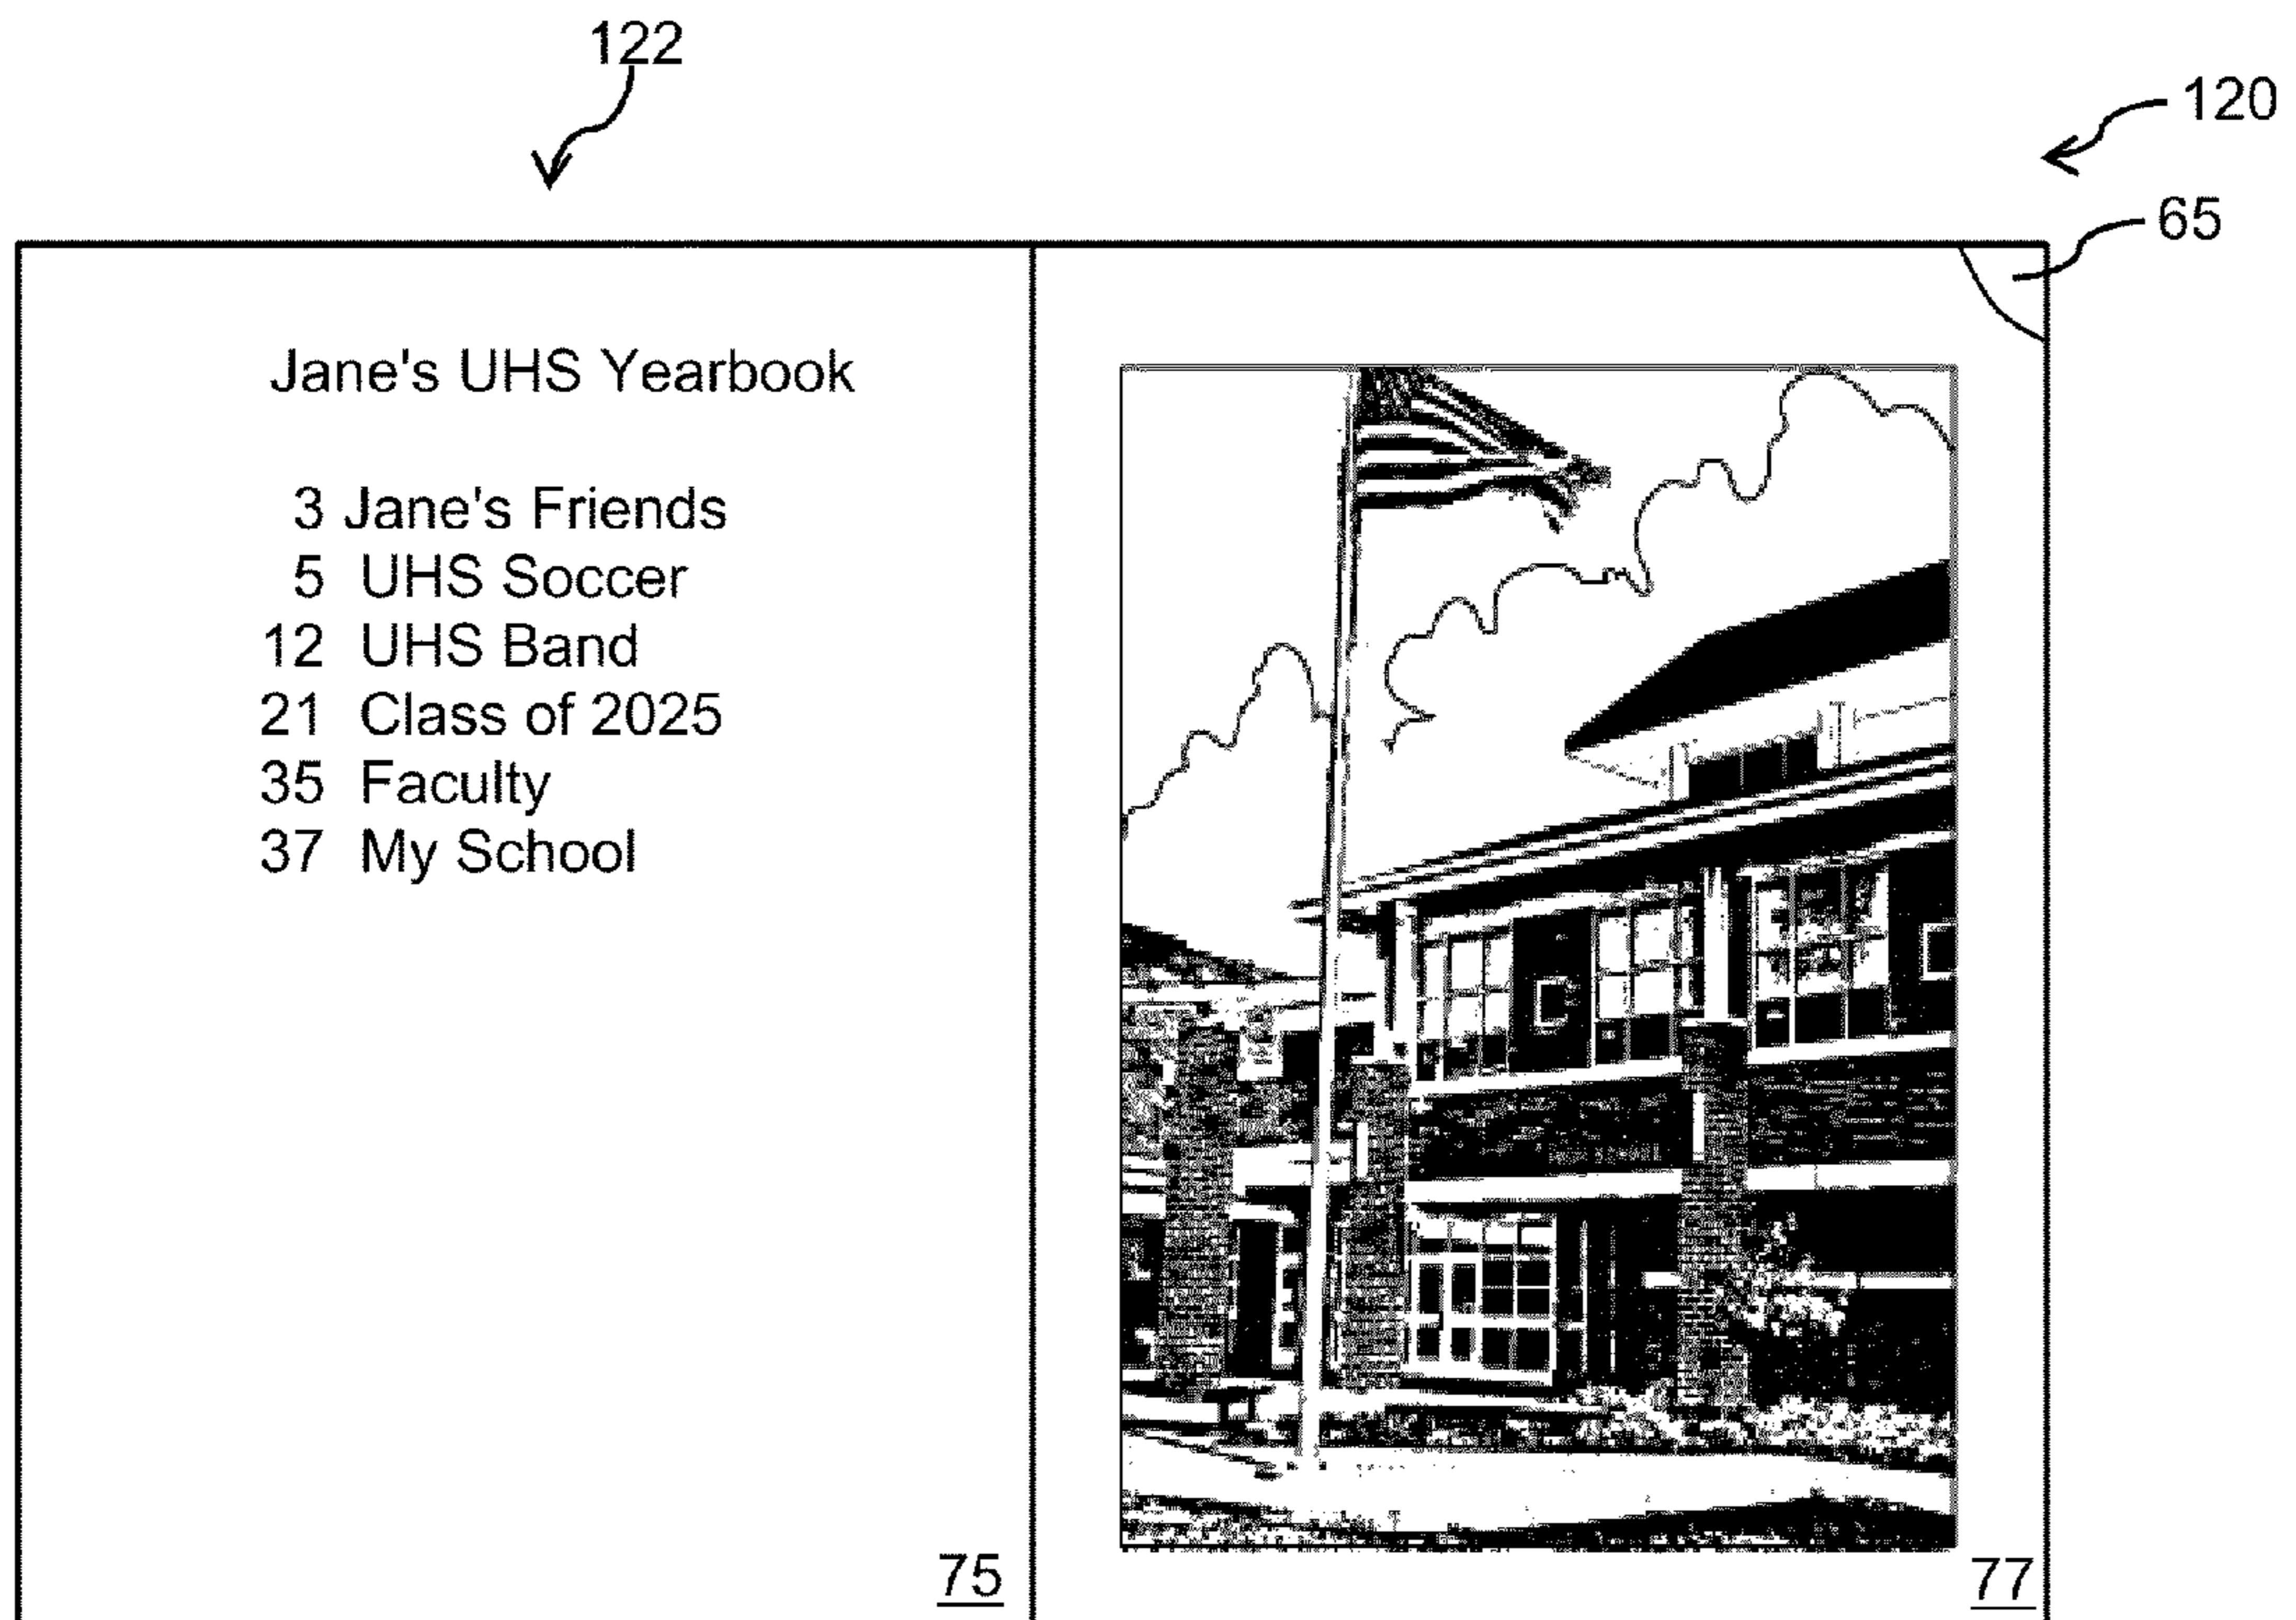 122
120
65
Jane's UHS Yearbook
3 Jane's Friends
5 UHS Soccer
12 UHS Band
21 Class of 2025
35 Faculty
37 My School
75
77